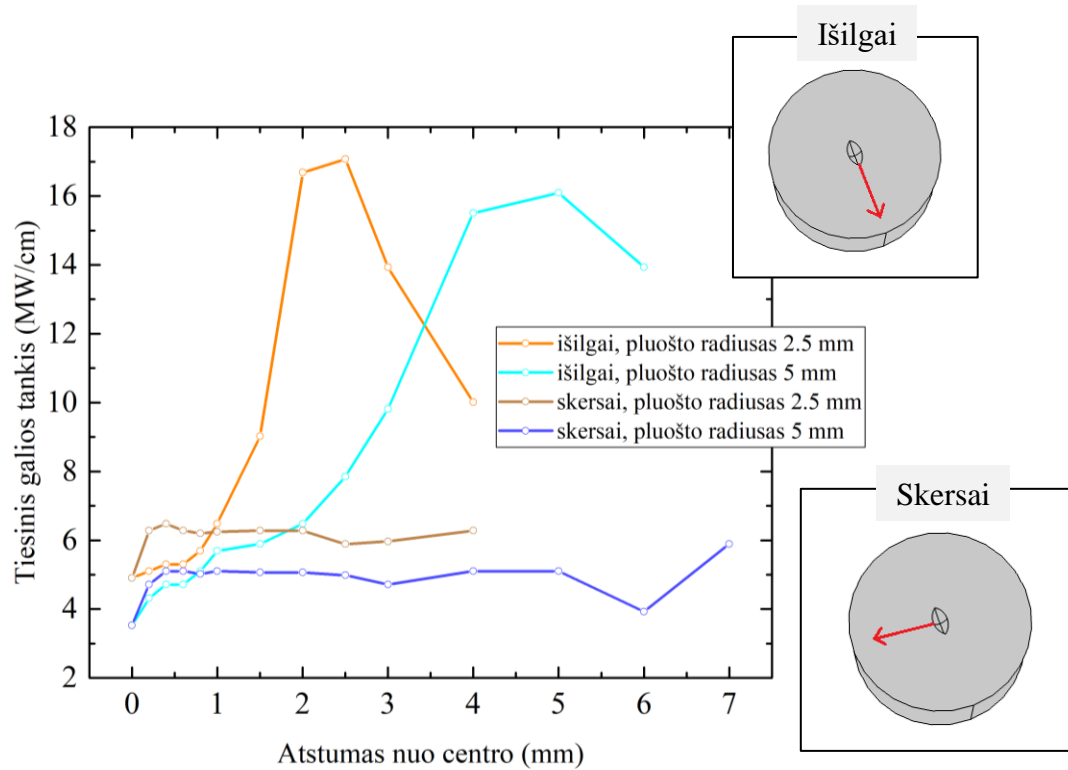 Išilgai
18
16
14
12
10
8
6
4
2
Tiesinis galios tankis (MW/cm)
išilgai, pluošto radiusas 2.5 mm
išilgai, pluošto radiusas 5 mm
skersai, pluošto radiusas 2.5 mm
skersai, pluošto radiusas 5 mm
Skersai
0 1 2 3 4 5 6 7
Atstumas nuo centro (mm)